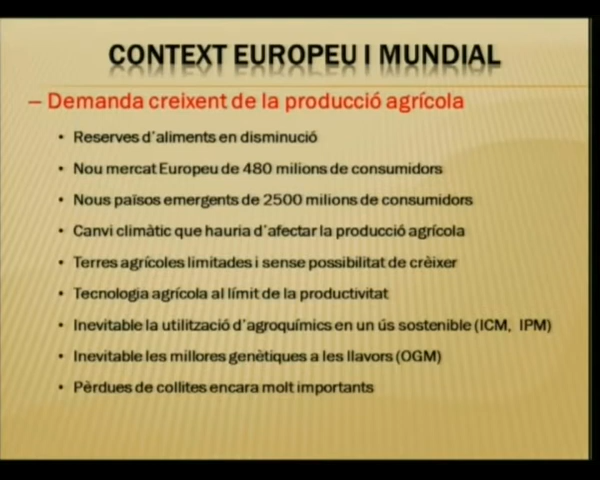 CONTEXT EUROPEU I MUNDIAL
– Demanda creixent de la producció agrícola
• Reserves d'aliments en disminució
• Nou mercat Europeu de 480 milions de consumidors
• Nous països emergents de 2500 milions de consumidors
• Canvi climàtic que hauria d'afectar la producció agrícola
• Terres agrícoles limitades i sense possibilitat de crèixer
• Tecnologia agrícola al límit de la productivitat
• Inevitable la utilització d'agroquímics en un ús sostenible (ICM, IPM)
• Inevitable les millores genètiques a les llavors (OGM)
• Pèrdues de collites encara molt importants